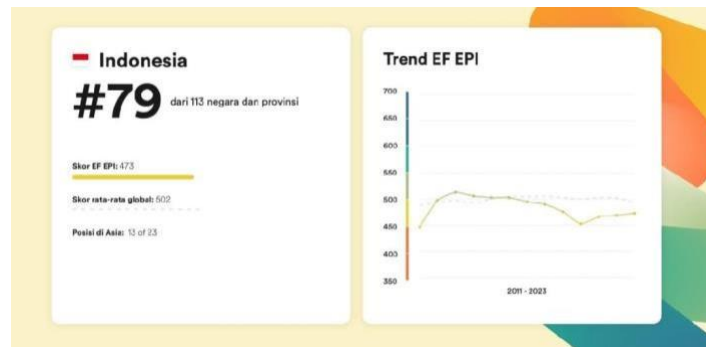 Indonesia
#79 dari 113 negara dan provinsi
Skor EF EPI: 473
Skor rata-rata global: 502
Posisi di Asia: 13 of 23
Trend EF EPI
700
650
600
550
500
450
400
350
2011 - 2023